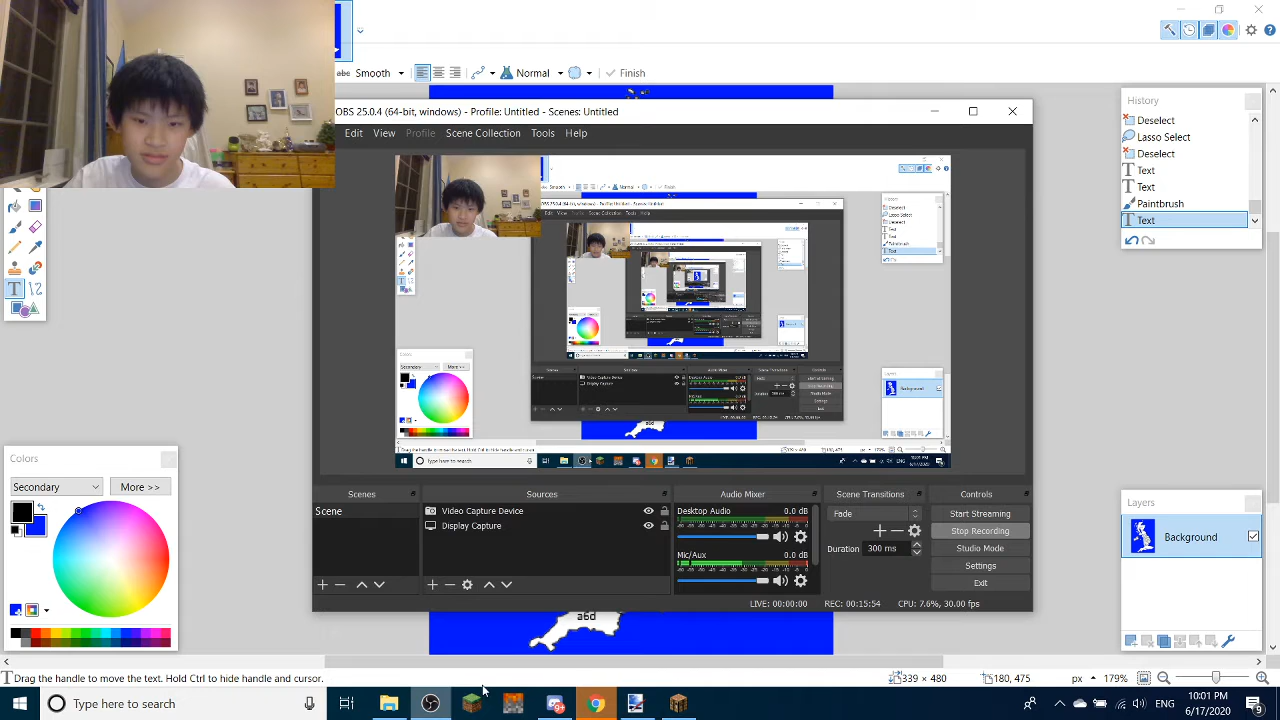 abc Smooth
Normal
Finish
OBS 25.0.4 (64-bit, windows) - Profile: Untitled - Scenes: Untitled
Edit View Profile Scene Collection Tools Help
History
Deselect
Lasso Select
Deselect
Text
Text
Paintbrush
Text
Colors
Secondary
More >>
Scenes
Scene
Sources
Video Capture Device
Display Capture
Audio Mixer
Desktop Audio 0.0 dB
Mic/Aux 0.0 dB
Scene Transitions
Fade
Duration 300 ms
Controls
Start Streaming
Stop Recording
Studio Mode
Settings
Exit
LIVE: 00:00:00 REC: 00:15:54 CPU: 7.6%, 30.00 fps
Layers
Background
a6d
Drag the handle to move the text. Hold Ctrl to hide handle and cursor.
339 × 480
180, 475
px
179%
Type here to search
ENG
10:01 PM
6/17/2020